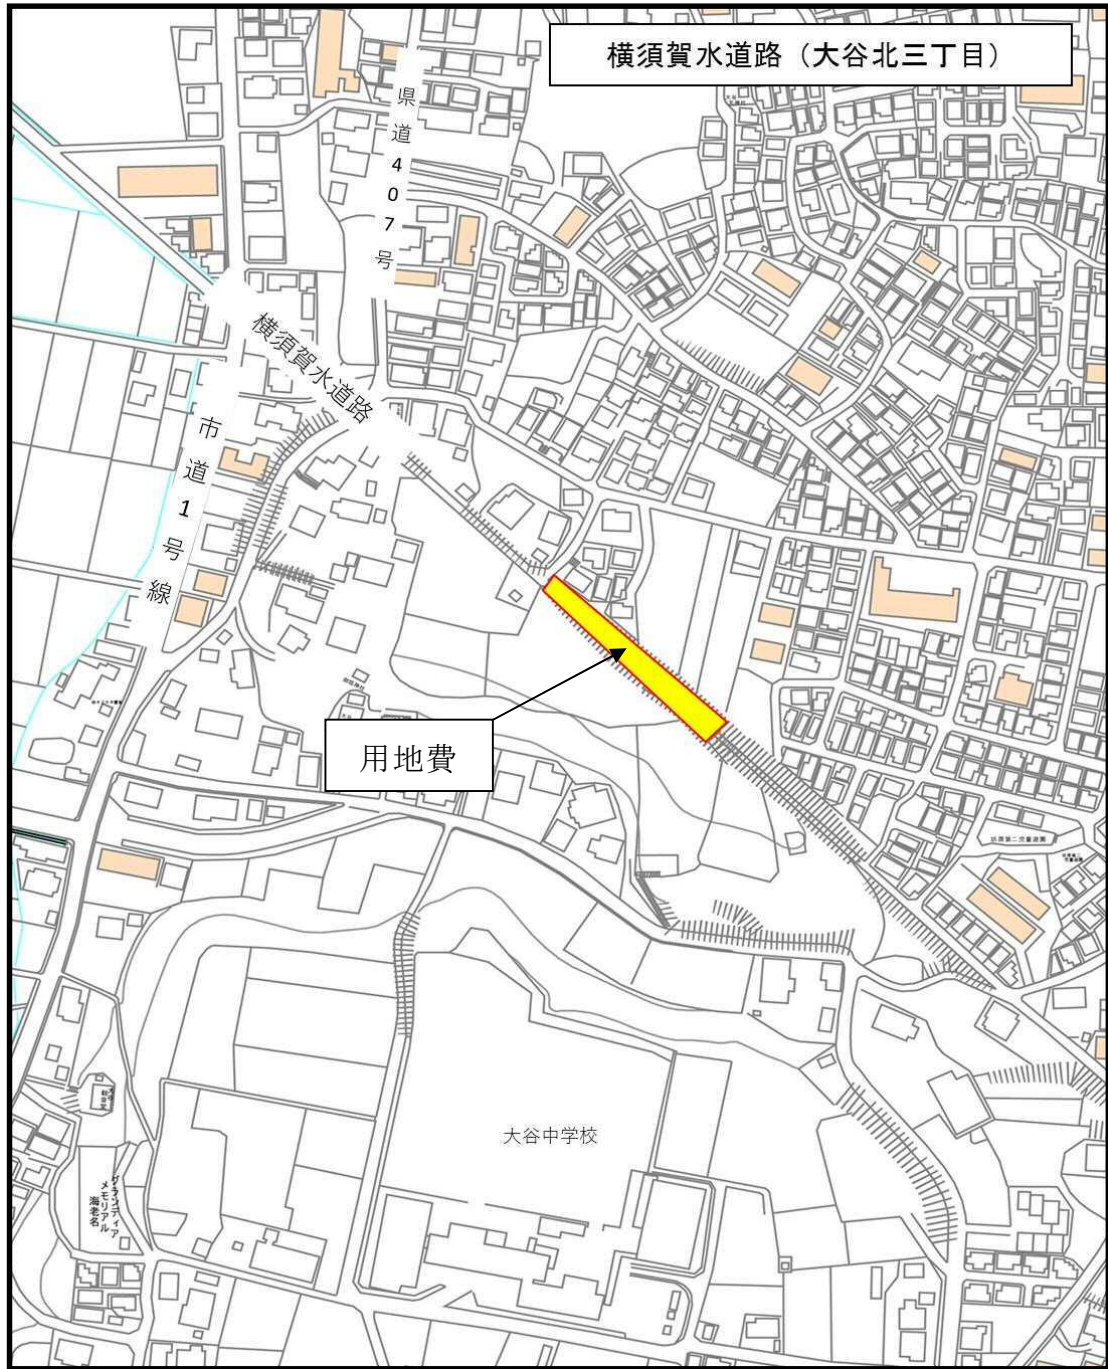 横須賀水道路（大谷北三丁目）
県道407号
横須賀水道路
市道1号線
用地費
大谷中学校
グランディア
メモリアル
海老名